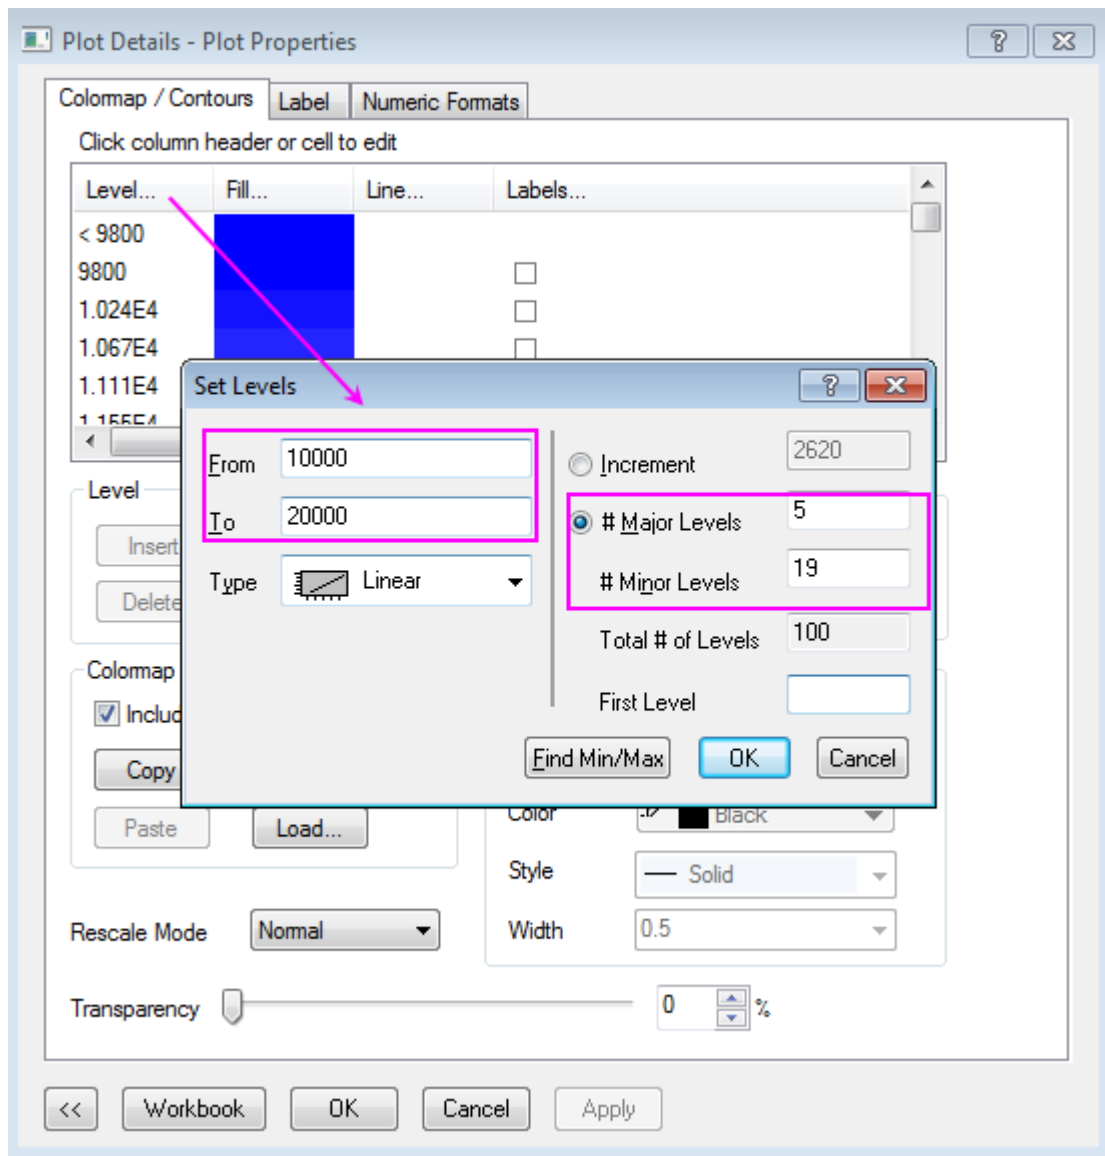 Plot Details - Plot Properties
Colormap / Contours Label Numeric Formats
Click column header or cell to edit
Level... Fill... Line... Labels...
< 9800
9800
1.024E4
1.067E4
1.111E4
1.155E4
Set Levels
From 10000
To 20000
Type Linear
Increment 2620
# Major Levels 5
# Minor Levels 19
Total # of Levels 100
First Level
Find Min/Max OK Cancel
Level
Insert
Delete
Colormap
Includ
Copy
Paste Load...
Color Black
Style Solid
Rescale Mode Normal Width 0.5
Transparency 0 %
<< Workbook OK Cancel Apply